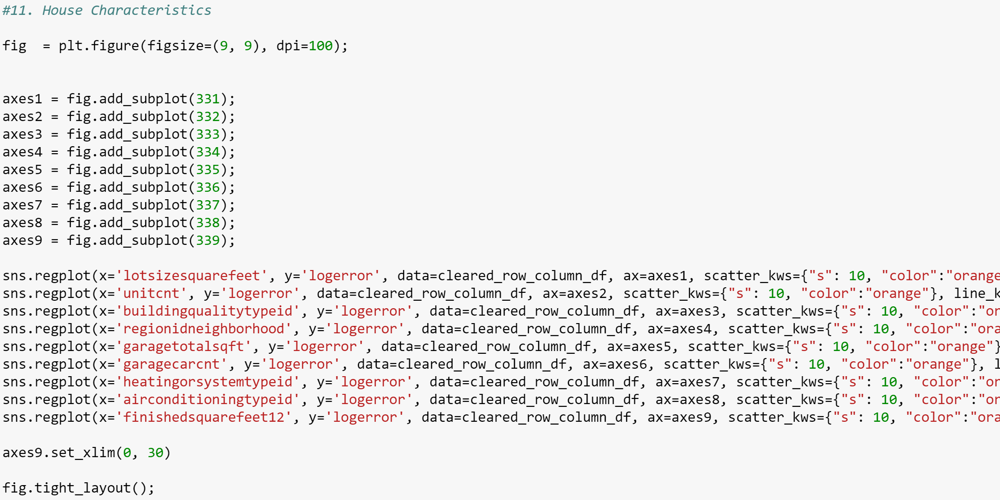 #11. House Characteristics
fig  = plt.figure(figsize=(9, 9), dpi=100);
axes1 = fig.add_subplot(331);
axes2 = fig.add_subplot(332);
axes3 = fig.add_subplot(333);
axes4 = fig.add_subplot(334);
axes5 = fig.add_subplot(335);
axes6 = fig.add_subplot(336);
axes7 = fig.add_subplot(337);
axes8 = fig.add_subplot(338);
axes9 = fig.add_subplot(339);
sns.regplot(x='lotsizesquarefeet', y='logerror', data=cleared_row_column_df, ax=axes1, scatter_kws={"s": 10, "color":"orange
sns.regplot(x='unitcnt', y='logerror', data=cleared_row_column_df, ax=axes2, scatter_kws={"s": 10, "color":"orange"}, line_k
sns.regplot(x='buildingqualitytypeid', y='logerror', data=cleared_row_column_df, ax=axes3, scatter_kws={"s": 10, "color":"or
sns.regplot(x='regionidneighborhood', y='logerror', data=cleared_row_column_df, ax=axes4, scatter_kws={"s": 10, "color":"ora
sns.regplot(x='garagetotalsqft', y='logerror', data=cleared_row_column_df, ax=axes5, scatter_kws={"s": 10, "color":"orange"}
sns.regplot(x='garagecarcnt', y='logerror', data=cleared_row_column_df, ax=axes6, scatter_kws={"s": 10, "color":"orange"}, l
sns.regplot(x='heatingorsystemtypeid', y='logerror', data=cleared_row_column_df, ax=axes7, scatter_kws={"s": 10, "color":"or
sns.regplot(x='airconditioningtypeid', y='logerror', data=cleared_row_column_df, ax=axes8, scatter_kws={"s": 10, "color":"or
sns.regplot(x='finishedsquarefeet12', y='logerror', data=cleared_row_column_df, ax=axes9, scatter_kws={"s": 10, "color":"ora
axes9.set_xlim(0, 30)
fig.tight_layout();